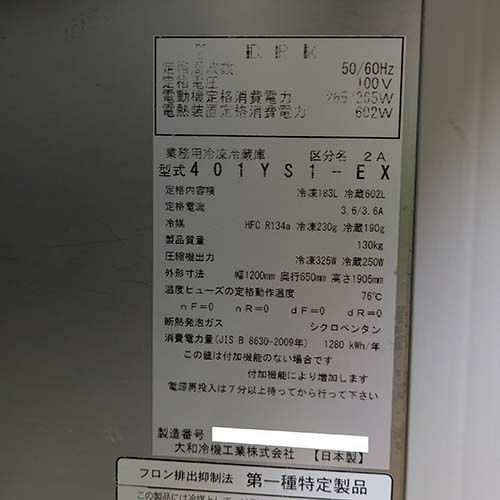 DRK
定格周波数 50/60Hz
定格電圧 100V
電動機定格消費電力
電熱装置定格消費電力 602W
業務用冷凍冷蔵庫 区分名 2A
型式 401YS1-EX
定格内容積 冷凍183L 冷蔵602L
定格電流 3.6/3.6A
冷媒 HFC R134a 冷凍230g 冷蔵190g
製品質量 130kg
圧縮機出力 冷凍325W 冷蔵250W
外形寸法 幅1200mm 奥行650mm 高さ1905mm
温度ヒューズの定格動作温度 76℃
nF=0 nR=0 dF=0 dR=0
断熱発泡ガス シクロペンタン
消費電力量(JIS B 8630-2009年) 1280 kWh/年
この値は付加機能のない場合です
付加機能により増加します
電源再投入は7分以上待ってから行って下さい
製造番号
大和冷機工業株式会社 【日本製】
フロン排出抑制法 第一種特定製品